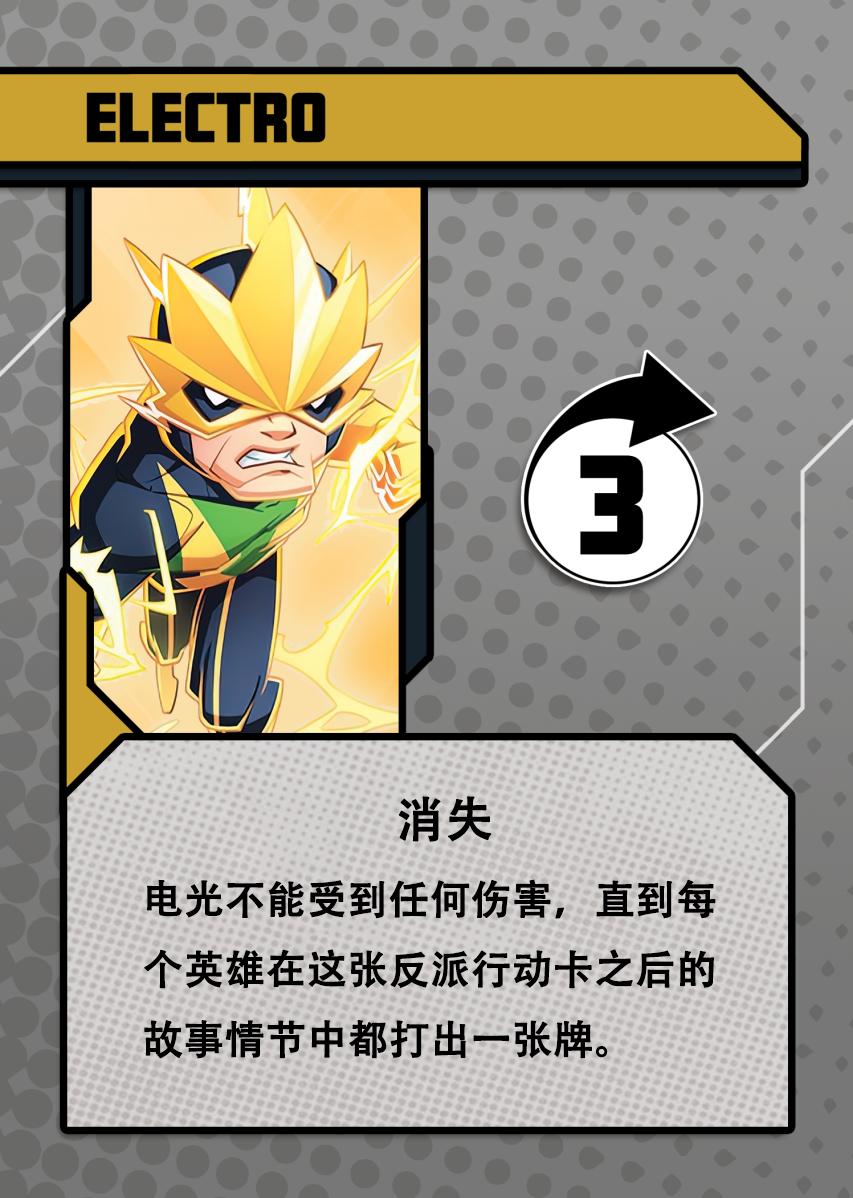 ELECTRO
3
消失
电光不能受到任何伤害，直到每
个英雄在这张反派行动卡之后的
故事情节中都打出一张牌。